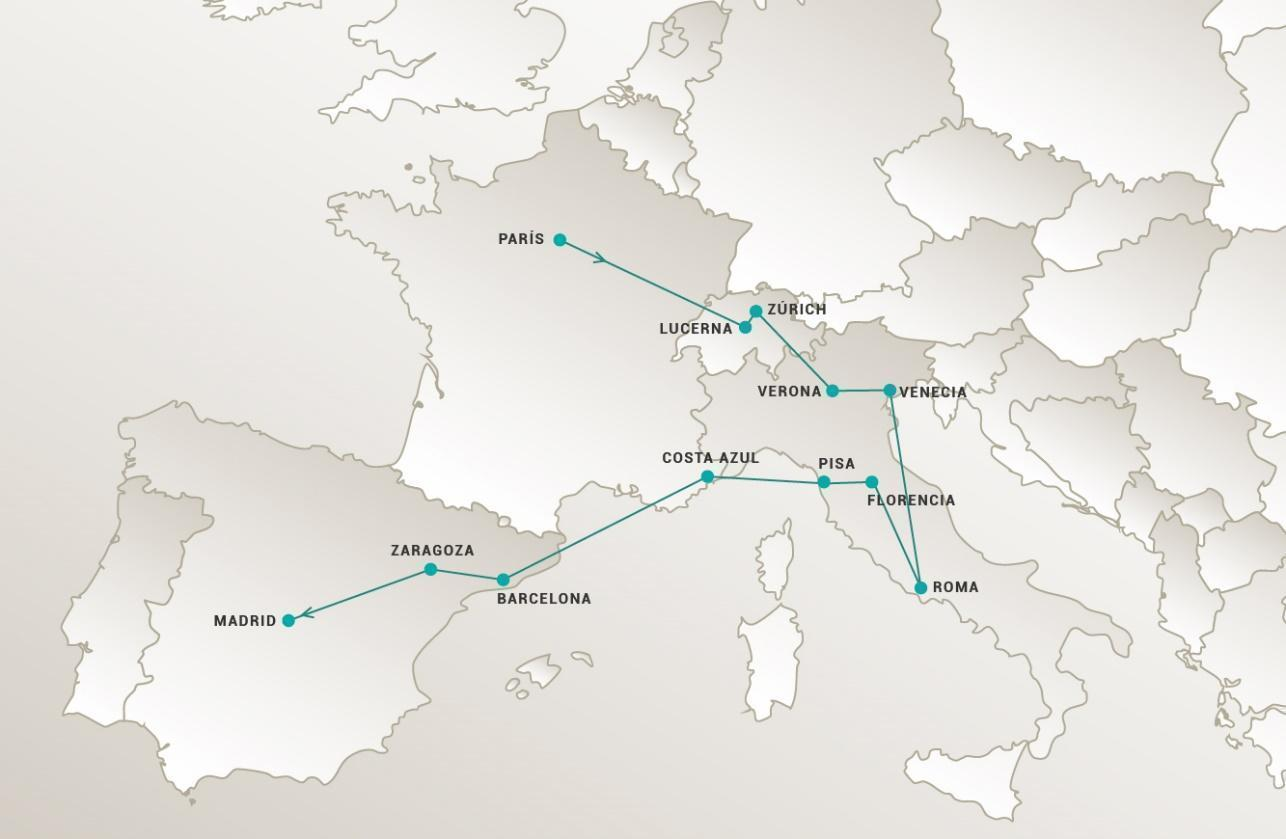 PARÍS
ZÚRICH
LUCERNA
VERONA
VENECIA
COSTA AZUL
PISA
FLORENCIA
ZARAGOZA
BARCELONA
ROMA
MADRID